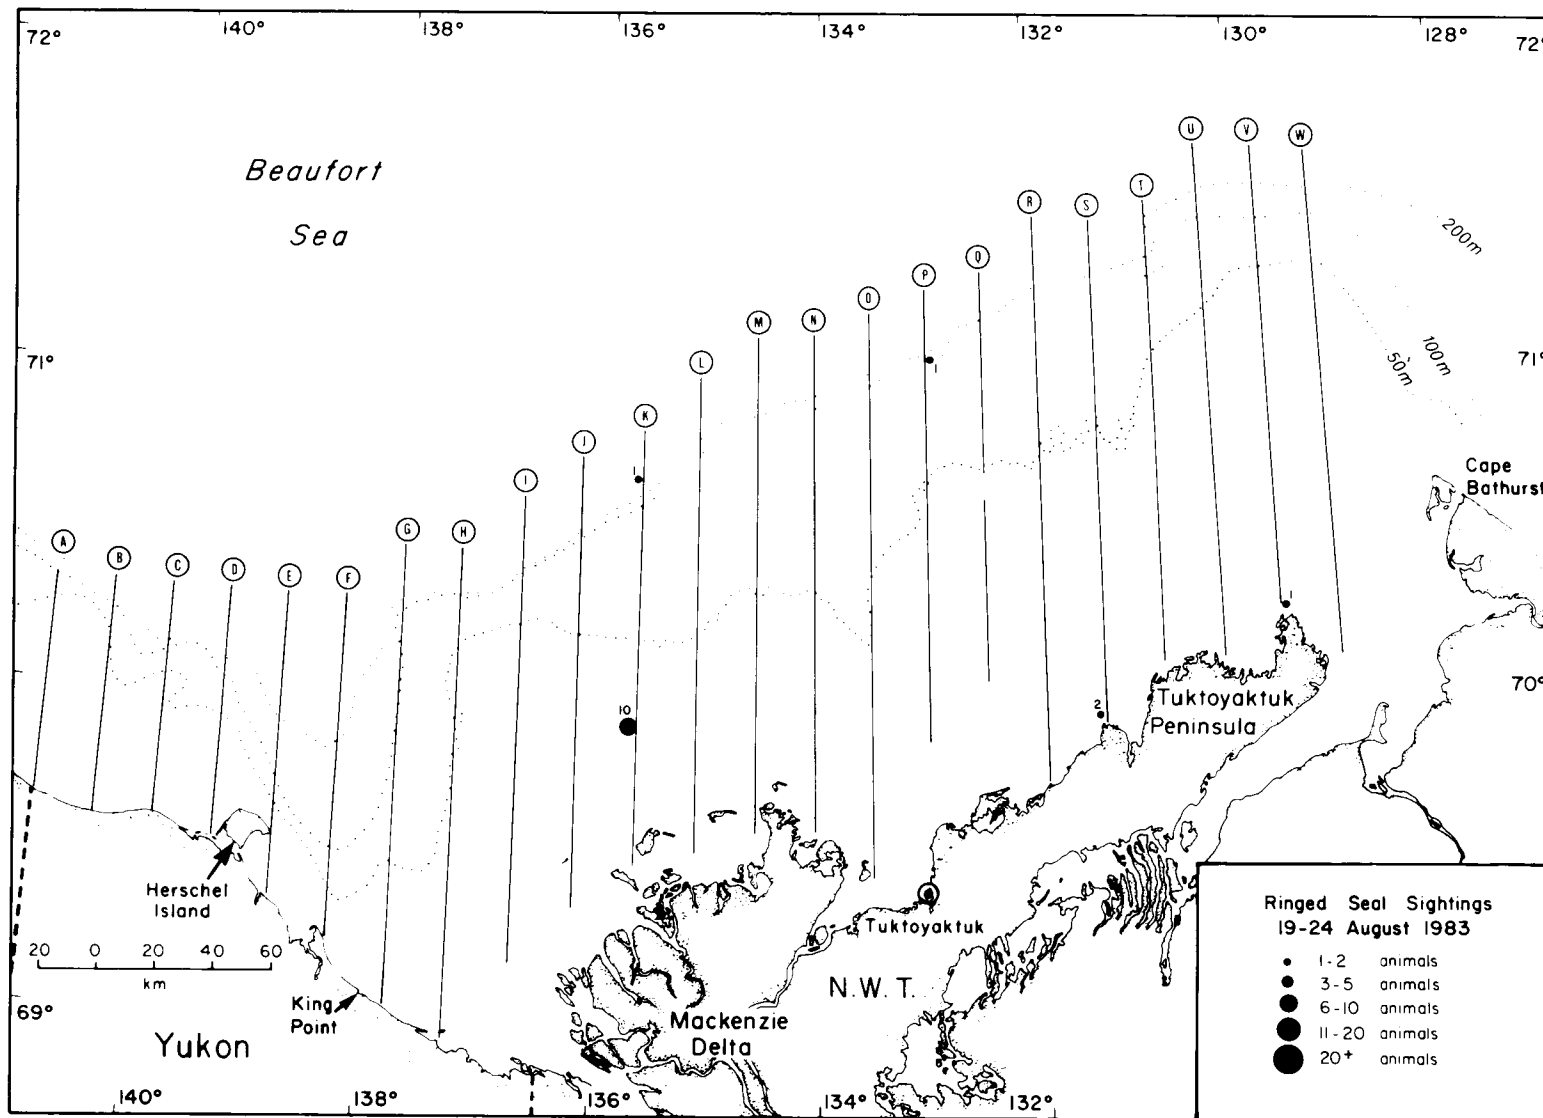 140° 138° 136° 134° 132° 130° 128°
72° 72°
Beaufort
Sea
U V W
T
R S
Q
P
O
M N
L
K
J
I
G H
A B C D E F
200m
100m
50m
71° 71°
1
1
Cape
Bathurst
1
70°
10
2
Tuktoyaktuk
Peninsula
Herschel
Island
20 0 20 40 60
km
King
Point
69°
Yukon
Mackenzie
Delta
Tuktoyaktuk
N.W.T.
Ringed Seal Sightings
19-24 August 1983
1-2 animals
3-5 animals
6-10 animals
11-20 animals
20+ animals
140° 138° 136° 134° 132°